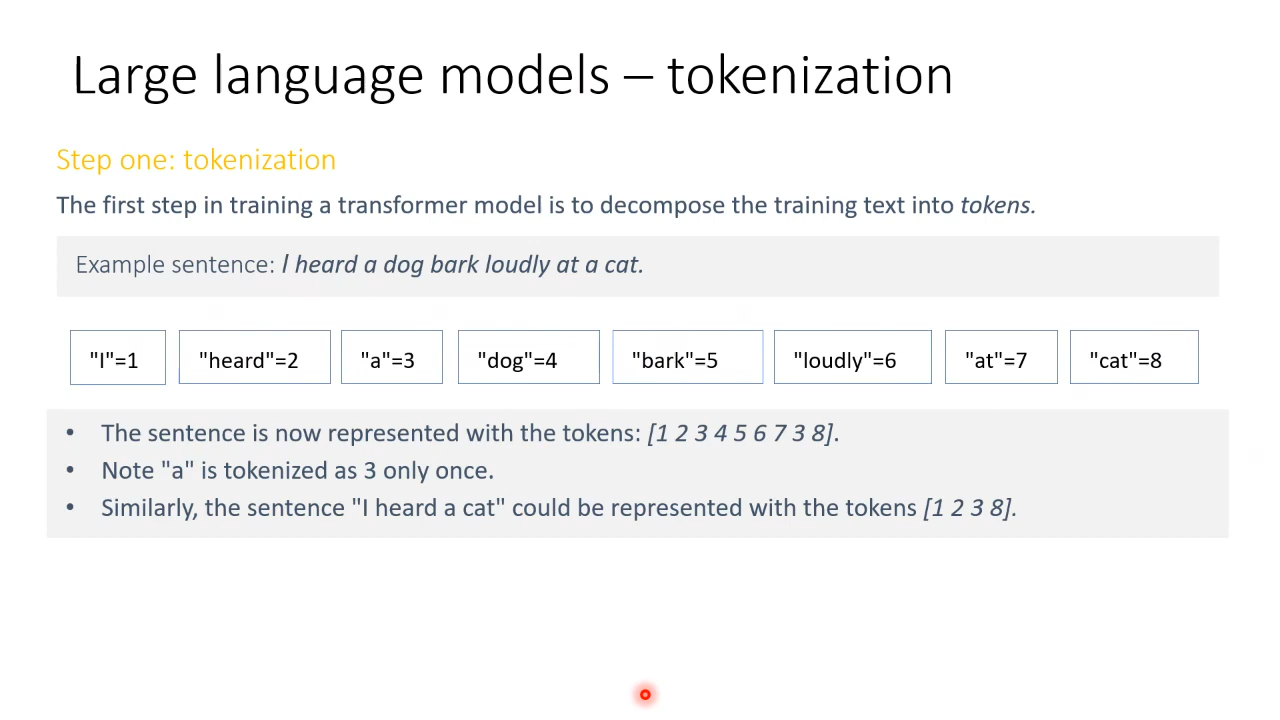 Large language models – tokenization
Step one: tokenization
The first step in training a transformer model is to decompose the training text into tokens.
Example sentence: I heard a dog bark loudly at a cat.
"I"=1 "heard"=2 "a"=3 "dog"=4 "bark"=5 "loudly"=6 "at"=7 "cat"=8
• The sentence is now represented with the tokens: [1 2 3 4 5 6 7 3 8].
• Note "a" is tokenized as 3 only once.
• Similarly, the sentence "I heard a cat" could be represented with the tokens [1 2 3 8].